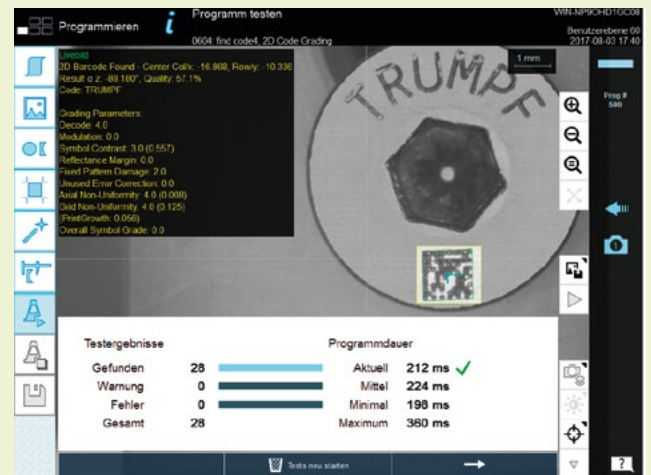 Programmieren
i
Programm testen
0604: find code4, 2D Code Grading
WIN-NP9OHD1GC08
Benutzerebene 60
2017-08-03 17:40
Livebild
2D Barcode Found - Center Col/x: -16.868, Row/y: -10.336
Result α z: -88.180°, Quality: 57.1%
Code: TRUMPF
Grading Parameters:
Decode: 4.0
Modulation: 0.0
Symbol Contrast: 3.0 (0.557)
Reflectance Margin: 0.0
Fixed Pattern Damage: 2.0
Unused Error Correction: 0.0
Axial Non-Uniformity: 4.0 (0.008)
Grid Non-Uniformity: 4.0 (0.125)
(PrintGrowth: 0.056)
Overall Symbol Grade: 0.0
TRUMPF
1 mm
Prog #
500
1
Testergebnisse
Gefunden 28
Warnung 0
Fehler 0
Gesamt 28
Programmdauer
Aktuell 212 ms
Mittel 224 ms
Minimal 198 ms
Maximum 360 ms
Tests neu starten
?